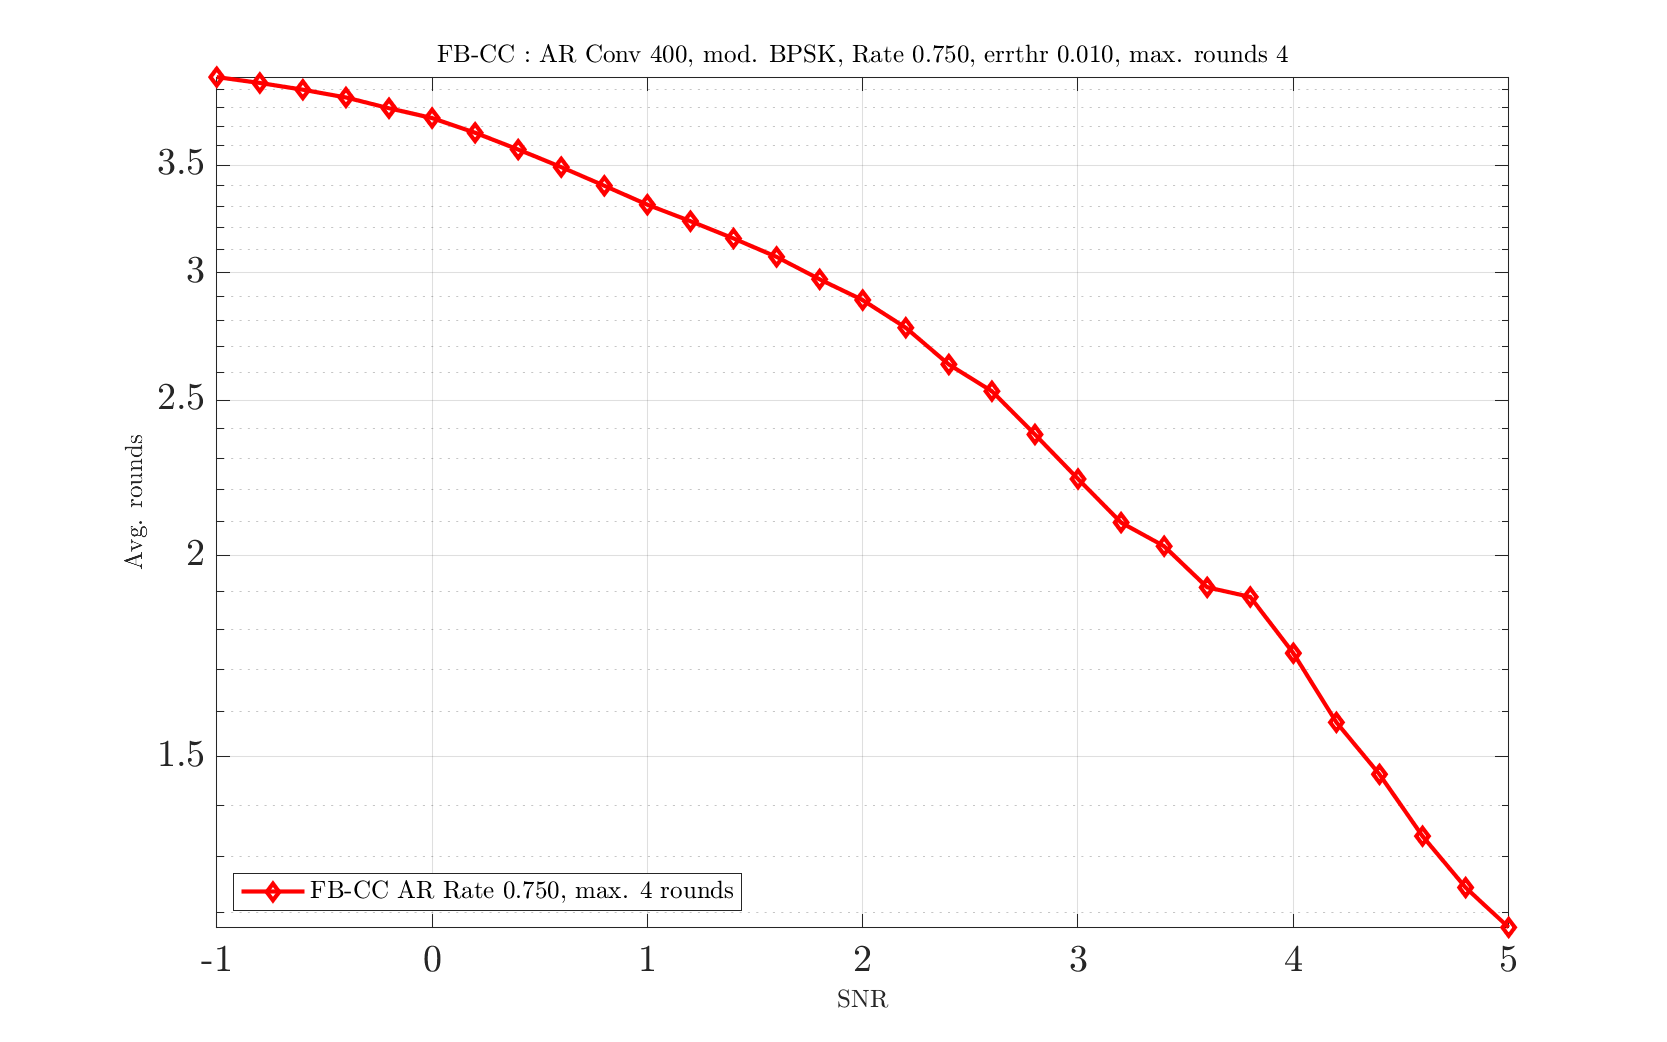 FB-CC : AR Conv 400, mod. BPSK, Rate 0.750, errthr 0.010, max. rounds 4
3.5
3
2.5
2
1.5
Avg. rounds
FB-CC AR Rate 0.750, max. 4 rounds
-1 0 1 2 3 4 5
SNR